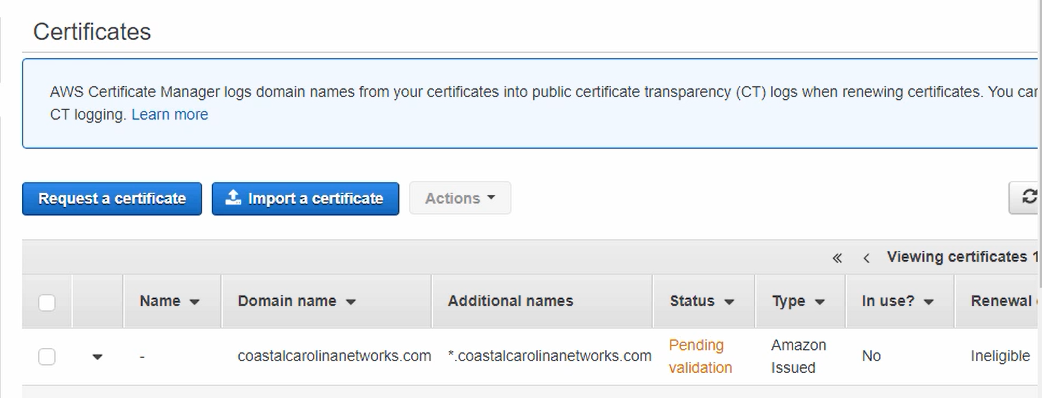 Certificates
AWS Certificate Manager logs domain names from your certificates into public certificate transparency (CT) logs when renewing certificates. You can
CT logging. Learn more
Request a certificate Import a certificate Actions
« < Viewing certificates 1
Name Domain name Additional names Status Type In use? Renewal
- coastalcarolinanetworks.com *.coastalcarolinanetworks.com Pending validation Amazon Issued No Ineligible